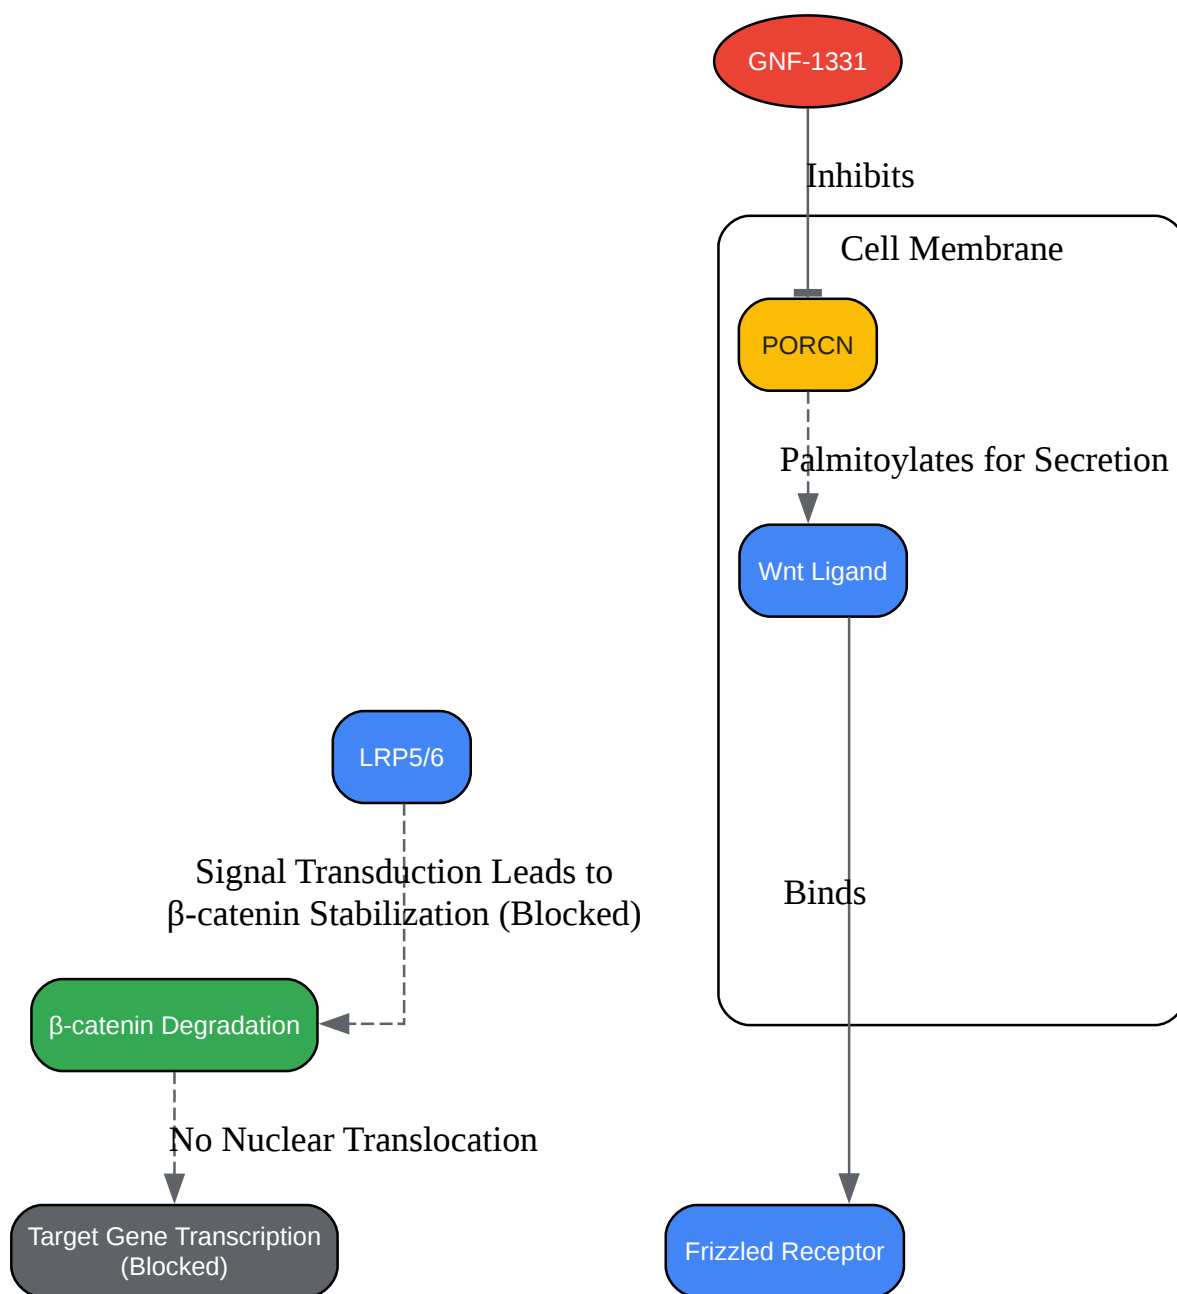 GNF-1331
Inhibits
Cell Membrane
PORCN
Palmitoylates for Secretion
Wnt Ligand
LRP5/6
Signal Transduction Leads to
β-catenin Stabilization (Blocked)
Binds
β-catenin Degradation
No Nuclear Translocation
Target Gene Transcription
(Blocked)
Frizzled Receptor